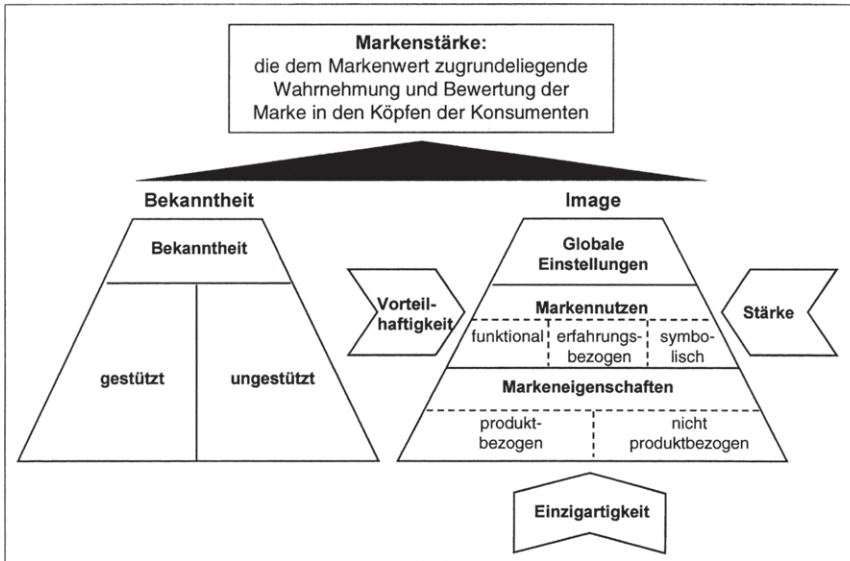 Markenstärke:
die dem Markenwert zugrundeliegende
Wahrnehmung und Bewertung der
Marke in den Köpfen der Konsumenten
Bekanntheit
Bekanntheit
gestützt
ungestützt
Image
Globale
Einstellungen
Markennutzen
funktional
erfahrungs-
bezogen
symbo-
lisch
Markeneigenschaften
produkt-
bezogen
nicht
produktbezogen
Vorteil-
haftigkeit
Stärke
Einzigartigkeit